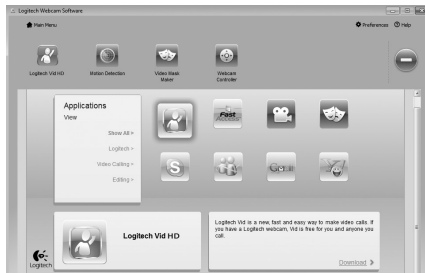 Logitech Webcam Software
Main Menu
Preferences
Help
Logitech Vid HD
Motion Detection
Video Mask
Maker
Webcam
Controller
Applications
View
Show All >
Logitech >
Video Calling >
Editing >
Fast
Access
Gmail
Y!
Logitech
Logitech Vid HD
Logitech Vid is a new, fast and easy way to make video calls. If
you have a Logitech webcam, Vid is free for you and anyone you
call.
Download >